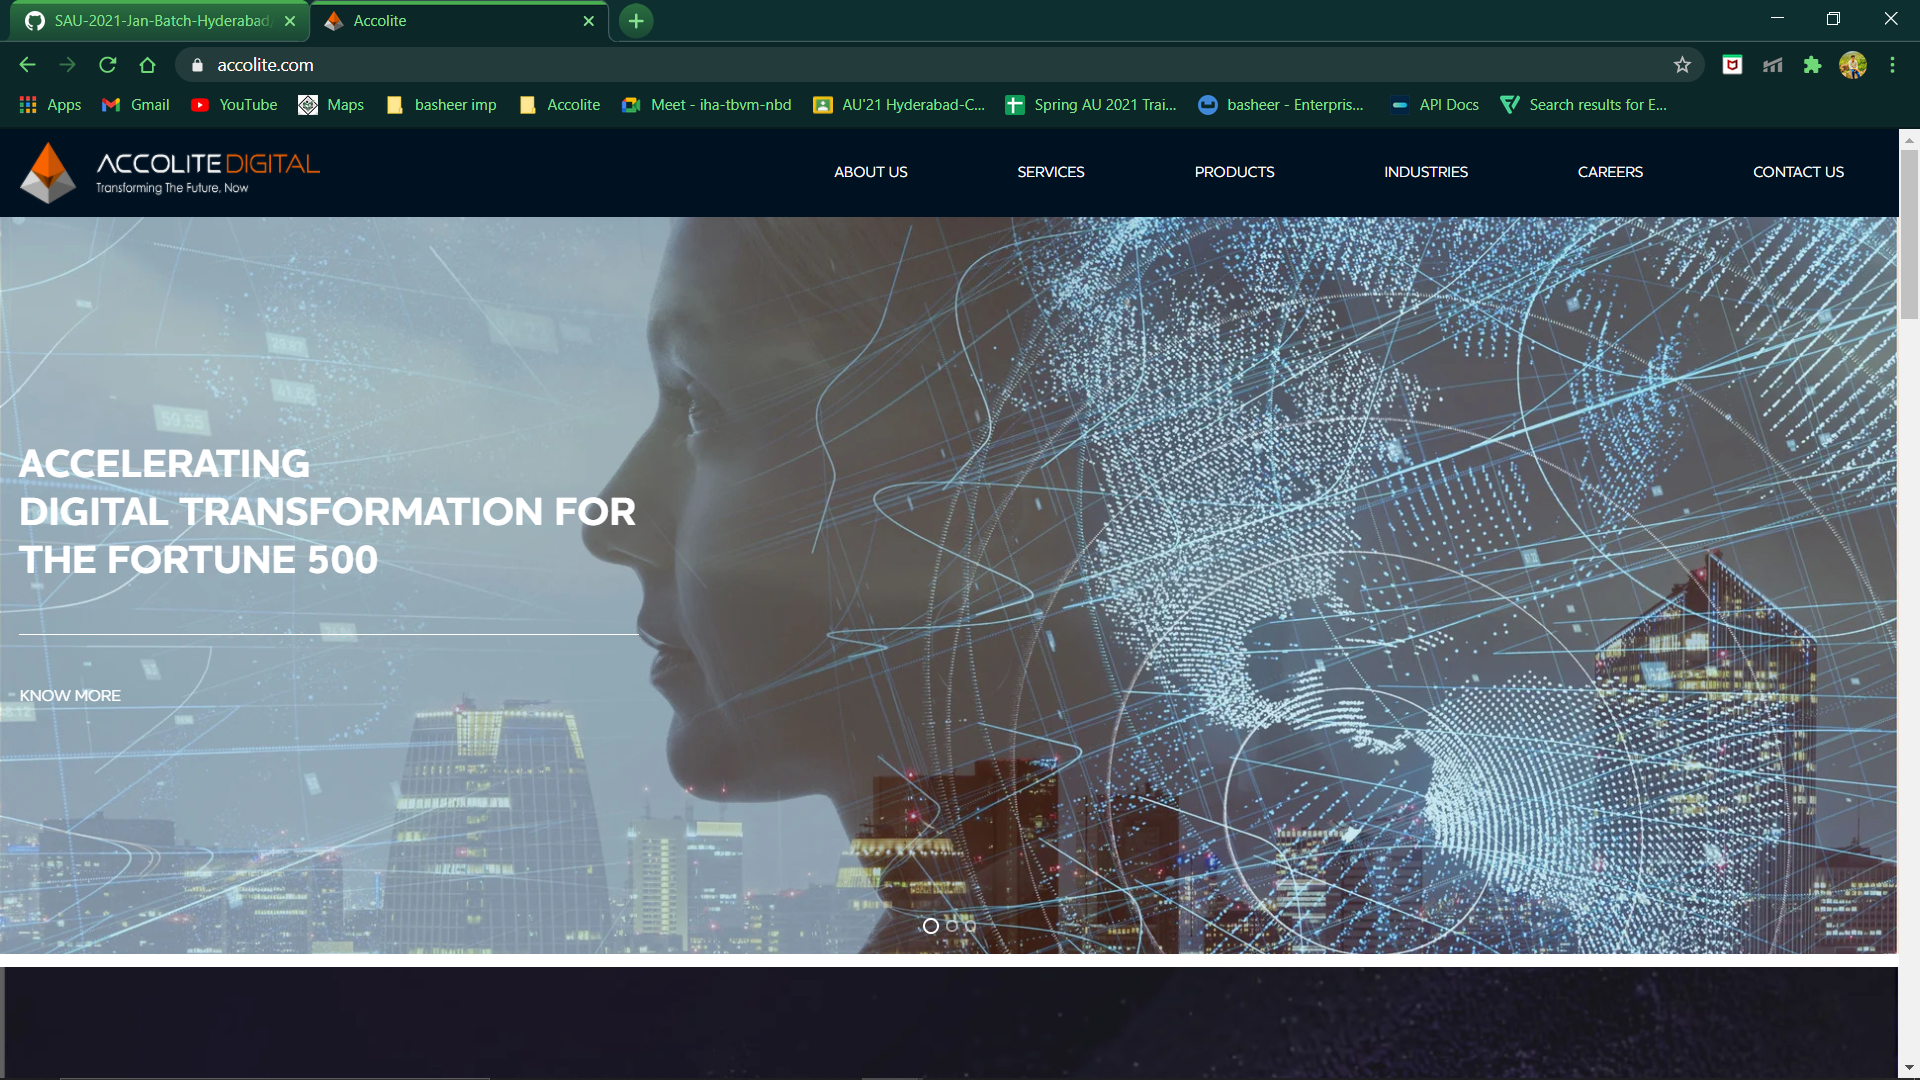 SAU-2021-Jan-Batch-Hyderabad
Accolite
accolite.com
Apps
Gmail
YouTube
Maps
basheer imp
Accolite
Meet - iha-tbvm-nbd
AU'21 Hyderabad-C...
Spring AU 2021 Trai...
basheer - Enterpris...
API Docs
Search results for E...
ACCOLITE DIGITAL
Transforming The Future, Now
ABOUT US
SERVICES
PRODUCTS
INDUSTRIES
CAREERS
CONTACT US
59.55
ACCELERATING
DIGITAL TRANSFORMATION FOR
THE FORTUNE 500
KNOW MORE